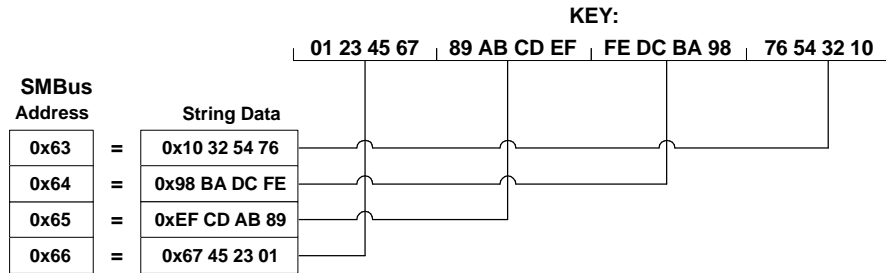 KEY:
01 23 45 67 89 AB CD EF FE DC BA 98 76 54 32 10
SMBus
Address String Data
0x63 = 0x10 32 54 76
0x64 = 0x98 BA DC FE
0x65 = 0xEF CD AB 89
0x66 = 0x67 45 23 01